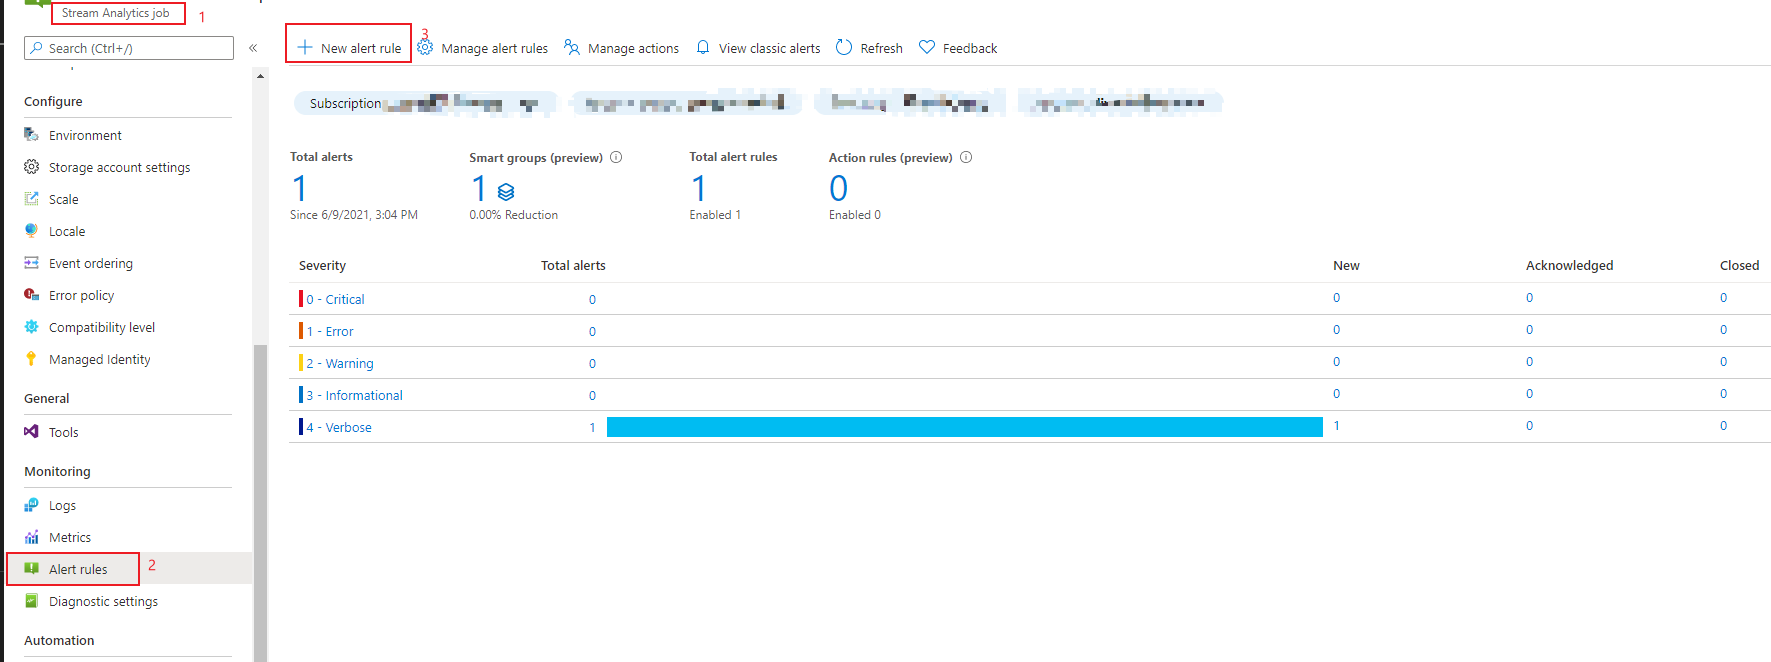 Stream Analytics job
1
Search (Ctrl+/)
«
Configure
Environment
Storage account settings
Scale
Locale
Event ordering
Error policy
Compatibility level
Managed Identity
General
Tools
Monitoring
Logs
Metrics
Alert rules
2
Diagnostic settings
Automation
New alert rule
3
Manage alert rules
Manage actions
View classic alerts
Refresh
Feedback
Subscription
Total alerts
1
Since 6/9/2021, 3:04 PM
Smart groups (preview)
1
0.00% Reduction
Total alert rules
1
Enabled 1
Action rules (preview)
0
Enabled 0
Severity Total alerts New Acknowledged Closed
0 - Critical 0 0 0 0
1 - Error 0 0 0 0
2 - Warning 0 0 0 0
3 - Informational 0 0 0 0
4 - Verbose 1 1 0 0